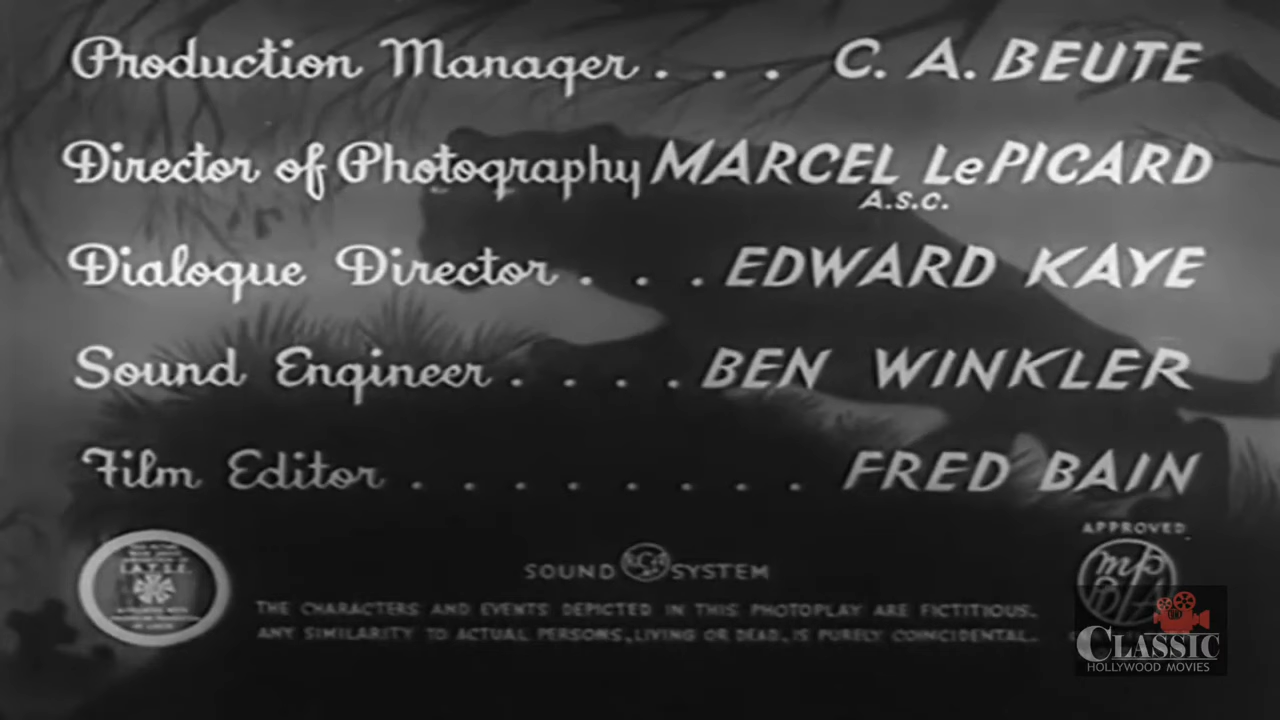 Production Manager . . . C. A. BEUTE
Director of Photography MARCEL LePICARD
A.S.C.
Dialogue Director . . . EDWARD KAYE
Sound Engineer . . . . BEN WINKLER
Film Editor . . . . . . . . FRED BAIN
APPROVED
SOUND RCA SYSTEM
I.A.T.S.E.
THE CHARACTERS AND EVENTS DEPICTED IN THIS PHOTOPLAY ARE FICTITIOUS.
ANY SIMILARITY TO ACTUAL PERSONS, LIVING OR DEAD, IS PURELY COINCIDENTAL.
CLASSIC
HOLLYWOOD MOVIES